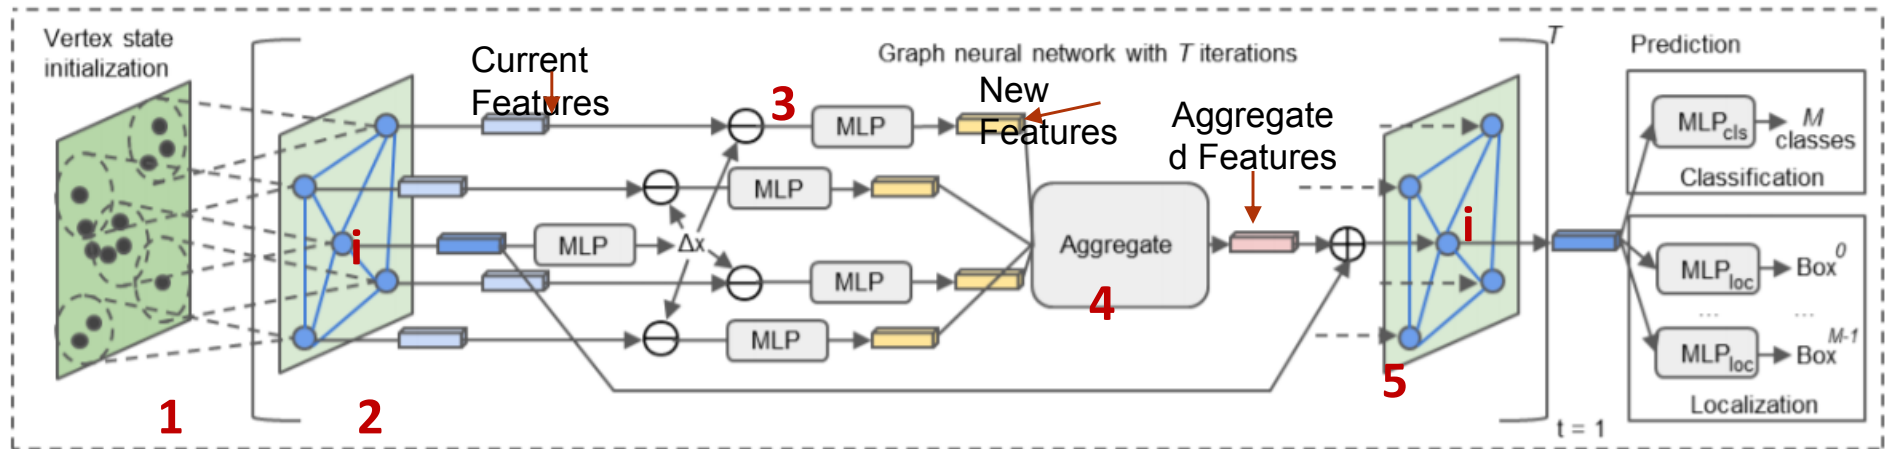 Vertex state
initialization
1
2
i
Current
Features
3
Graph neural network with T iterations
New
Features
Aggregate
d Features
MLP
MLP
MLP
Δx
MLP
MLP
Aggregate
4
i
5
T
t = 1
Prediction
MLPcls
M
classes
Classification
MLPloc
Box0
... ...
MLPloc
BoxM-1
Localization